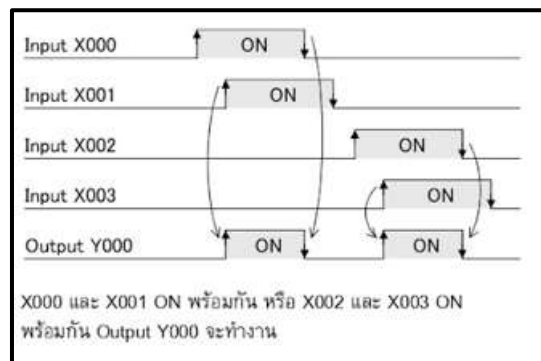 Input X000 ON
Input X001 ON
Input X002 ON
Input X003 ON
Output Y000 ON ON
X000 และ X001 ON พร้อมกัน หรือ X002 และ X003 ON
พร้อมกัน Output Y000 จะทำงาน